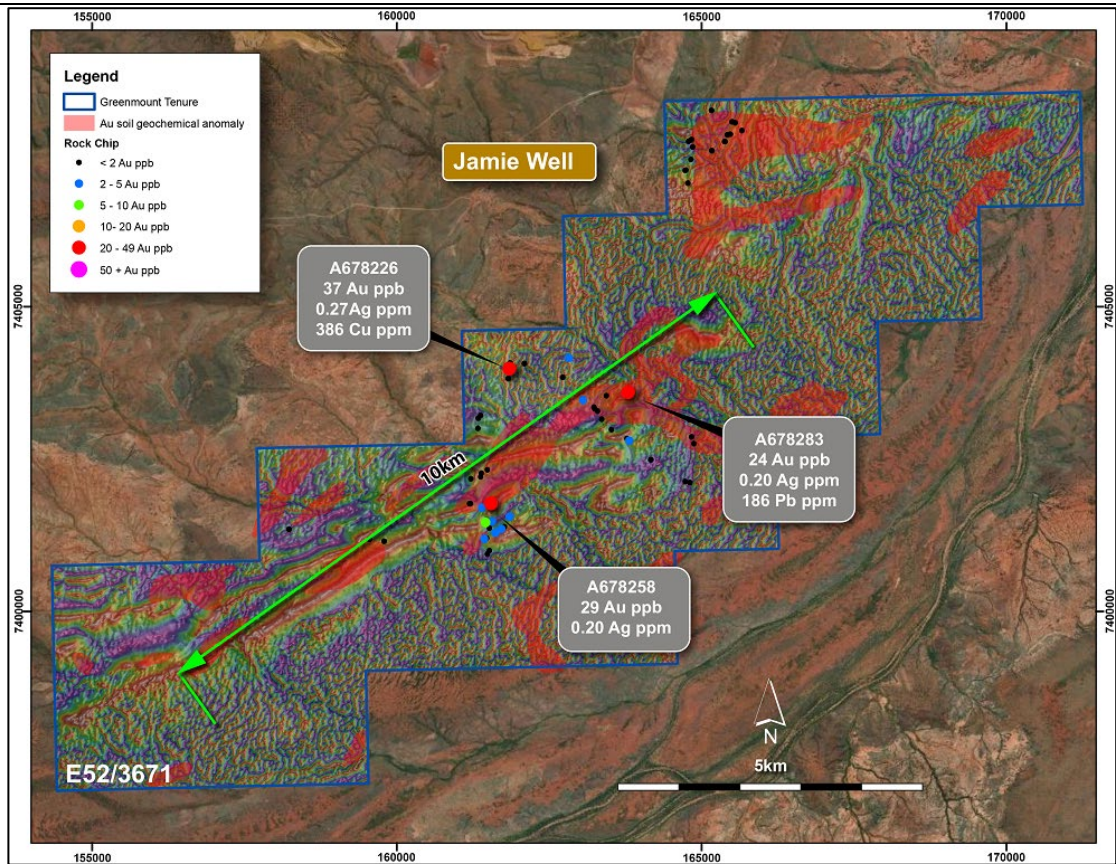 155000
160000
165000
170000
Legend
Greenmount Tenure
Au soil geochemical anomaly
Rock Chip
< 2 Au ppb
2 - 5 Au ppb
5 - 10 Au ppb
10- 20 Au ppb
20 - 49 Au ppb
50 + Au ppb
Jamie Well
A678226
37 Au ppb
0.27Ag ppm
386 Cu ppm
7405000
7405000
10km
A678283
24 Au ppb
0.20 Ag ppm
186 Pb ppm
A678258
29 Au ppb
0.20 Ag ppm
7400000
7400000
N
5km
E52/3671
155000
160000
165000
170000